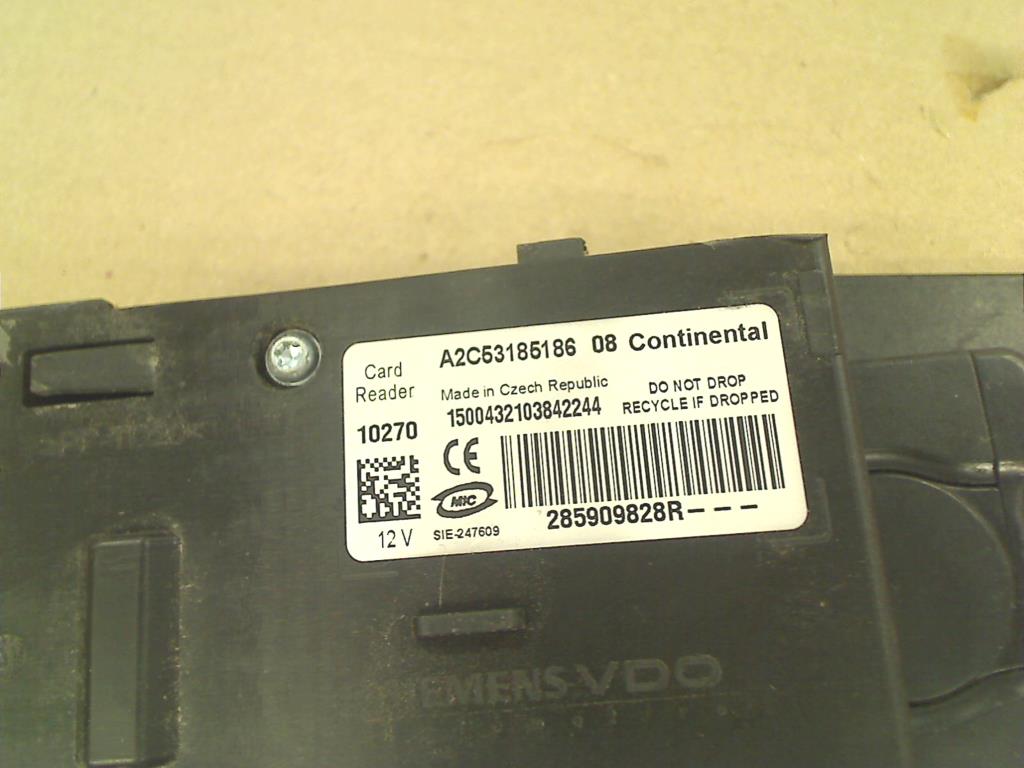 Card Reader
A2C53185186 08 Continental
Made in Czech Republic
DO NOT DROP
RECYCLE IF DROPPED
1500432103842244
10270
CE
MIC
285909828R---
12 V
SIE-247609
EMENS-VDO